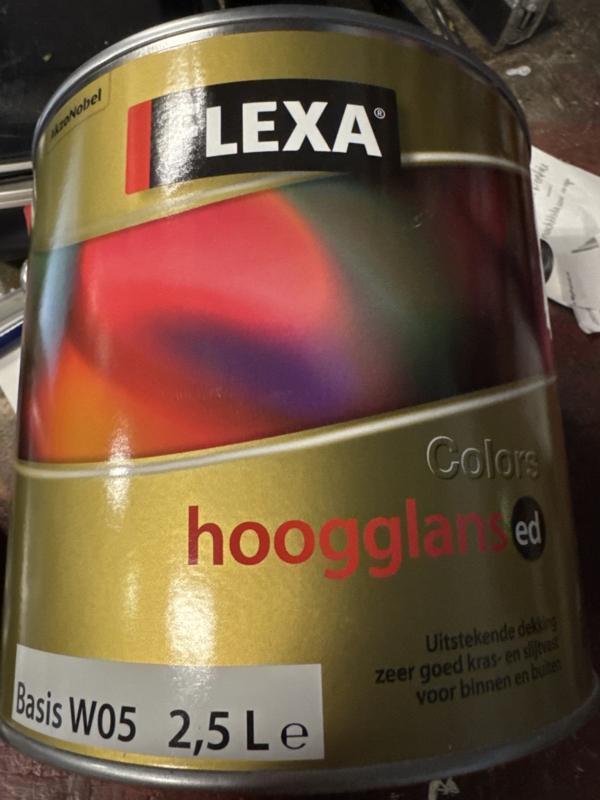 AkzoNobel
FLEXA®
Colors
hoogglans ed
Uitstekende dekking
zeer goed kras- en slijtvast
voor binnen en buiten
Basis W05 2,5 L e